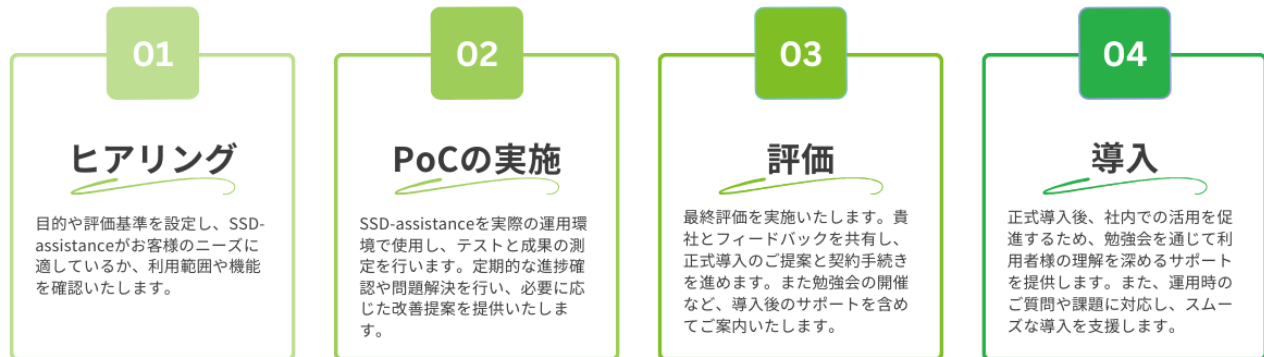 01
ヒアリング
目的や評価基準を設定し、SSD-
assistanceがお客様のニーズに
適しているか、利用範囲や機能
を確認いたします。
02
PoCの実施
SSD-assistanceを実際の運用環
境で使用し、テストと成果の測
定を行います。定期的な進捗確
認や問題解決を行い、必要に応
じた改善提案を提供いたしま
す。
03
評価
最終評価を実施いたします。貴
社とフィードバックを共有し、
正式導入のご提案と契約手続き
を進めます。また勉強会の開催
など、導入後のサポートを含め
てご案内いたします。
04
導入
正式導入後、社内での活用を促
進するため、勉強会を通じて利
用者様の理解を深めるサポート
を提供します。また、運用時の
ご質問や課題に対応し、スムー
ズな導入を支援します。